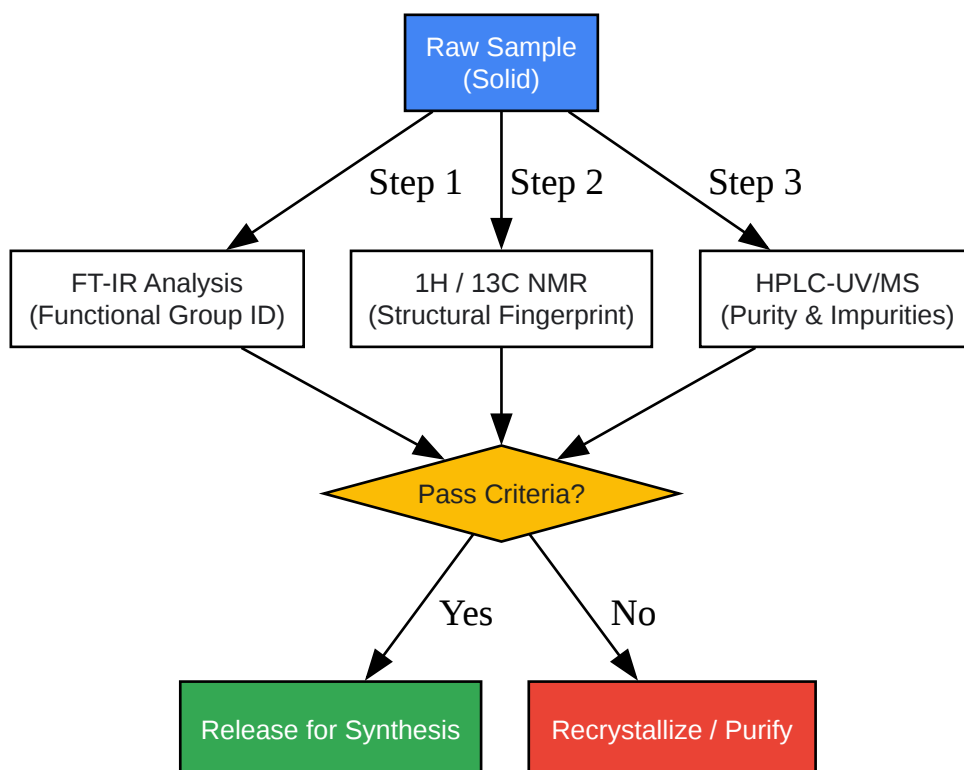 Raw Sample
(Solid)
Step 1
Step 2
Step 3
FT-IR Analysis
(Functional Group ID)
1H / 13C NMR
(Structural Fingerprint)
HPLC-UV/MS
(Purity & Impurities)
Pass Criteria?
Yes
No
Release for Synthesis
Recrystallize / Purify